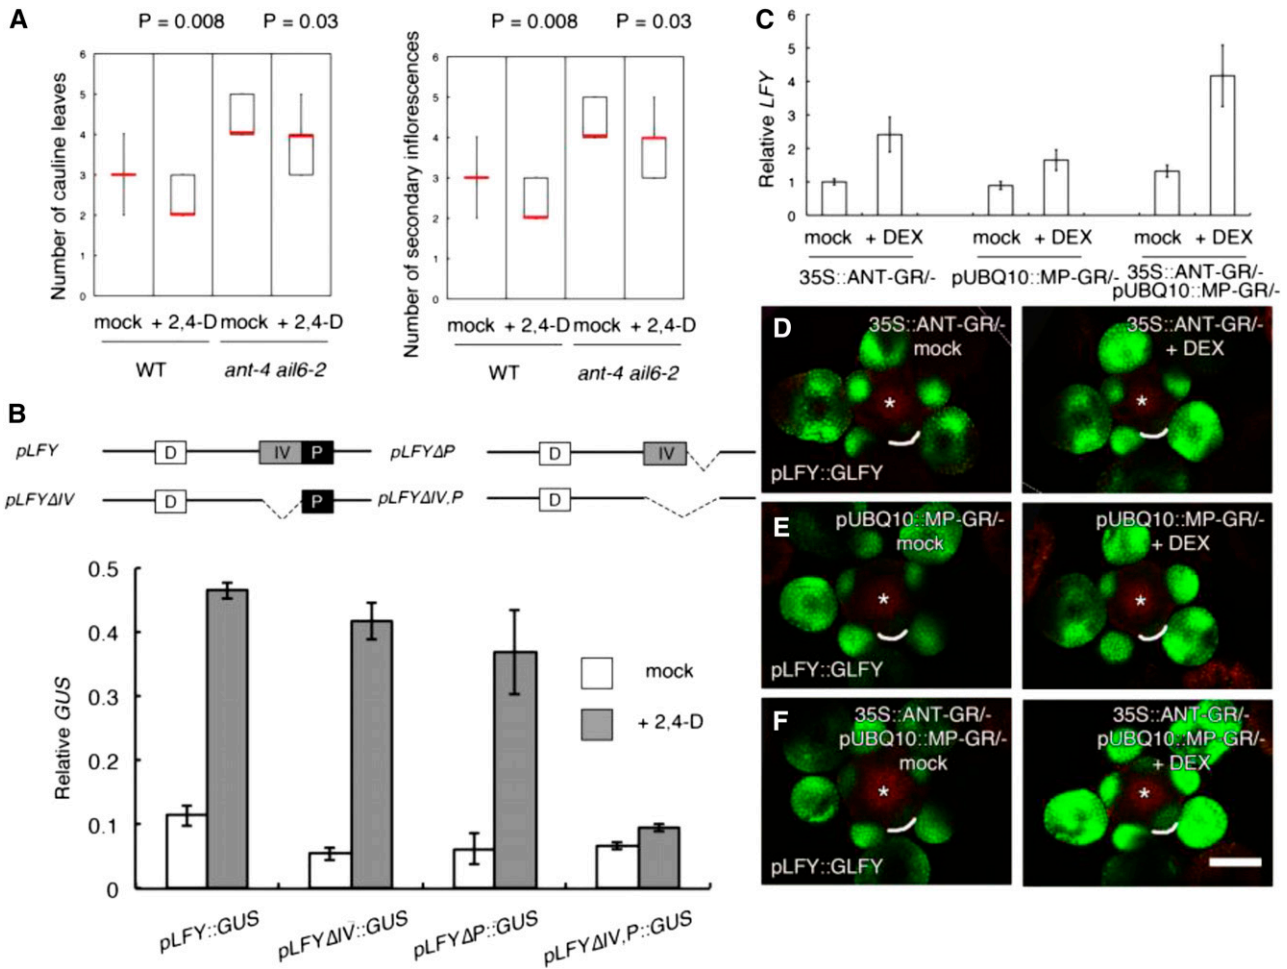 A
P = 0.008 P = 0.03
Number of cauline leaves
6
5
4
3
2
1
0
mock + 2,4-D mock + 2,4-D
WT ant-4 ail6-2
P = 0.008 P = 0.03
Number of secondary inflorescences
6
5
4
3
2
1
0
mock + 2,4-D mock + 2,4-D
WT ant-4 ail6-2
B
pLFY D IV P
pLFYΔP D IV
pLFYΔIV D P
pLFYΔIV,P D
Relative GUS
0.5
0.4
0.3
0.2
0.1
0
mock
+ 2,4-D
pLFY::GUS pLFYΔIV::GUS pLFYΔP::GUS pLFYΔIV,P::GUS
C
Relative LFY
6
5
4
3
2
1
0
mock + DEX mock + DEX mock + DEX
35S::ANT-GR/- pUBQ10::MP-GR/- 35S::ANT-GR/-
pUBQ10::MP-GR/-
D
35S::ANT-GR/-
mock
pLFY::GLFY
35S::ANT-GR/-
+ DEX
*
*
E
pUBQ10::MP-GR/-
mock
pLFY::GLFY
pUBQ10::MP-GR/-
+ DEX
*
*
F
35S::ANT-GR/-
pUBQ10::MP-GR/-
mock
pLFY::GLFY
35S::ANT-GR/-
pUBQ10::MP-GR/-
+ DEX
*
*